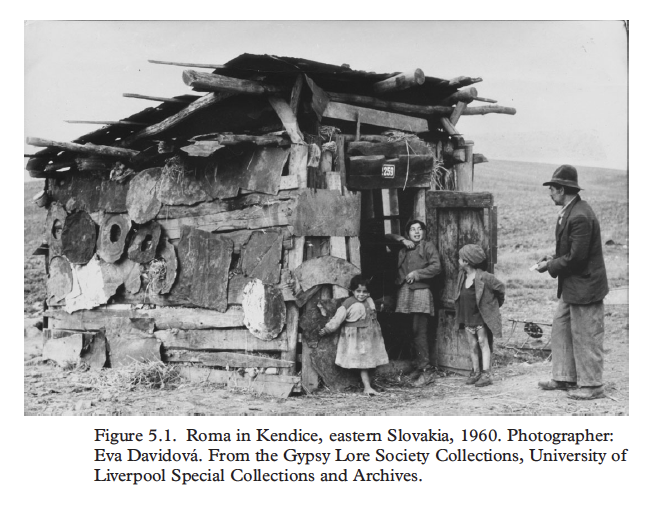 1259
Figure 5.1. Roma in Kendice, eastern Slovakia, 1960. Photographer:
Eva Davidová. From the Gypsy Lore Society Collections, University of
Liverpool Special Collections and Archives.